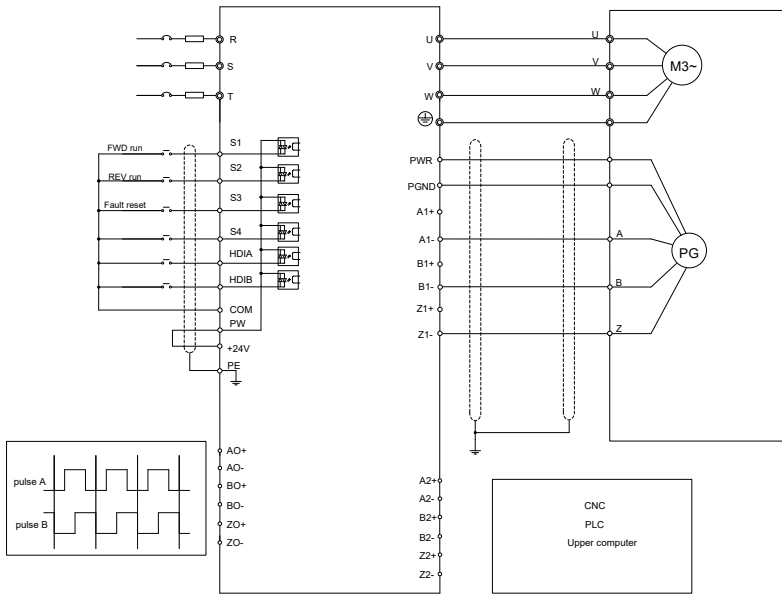 R
S
T
FWD run
REV run
Fault reset
S1
S2
S3
S4
HDIA
HDIB
COM
PW
+24V
PE
pulse A
pulse B
AO+
AO-
BO+
BO-
ZO+
ZO-
U
V
W
PWR
PGND
A1+
A1-
B1+
B1-
Z1+
Z1-
A2+
A2-
B2+
B2-
Z2+
Z2-
U
V
W
M3~
A
B
Z
PG
CNC
PLC
Upper computer